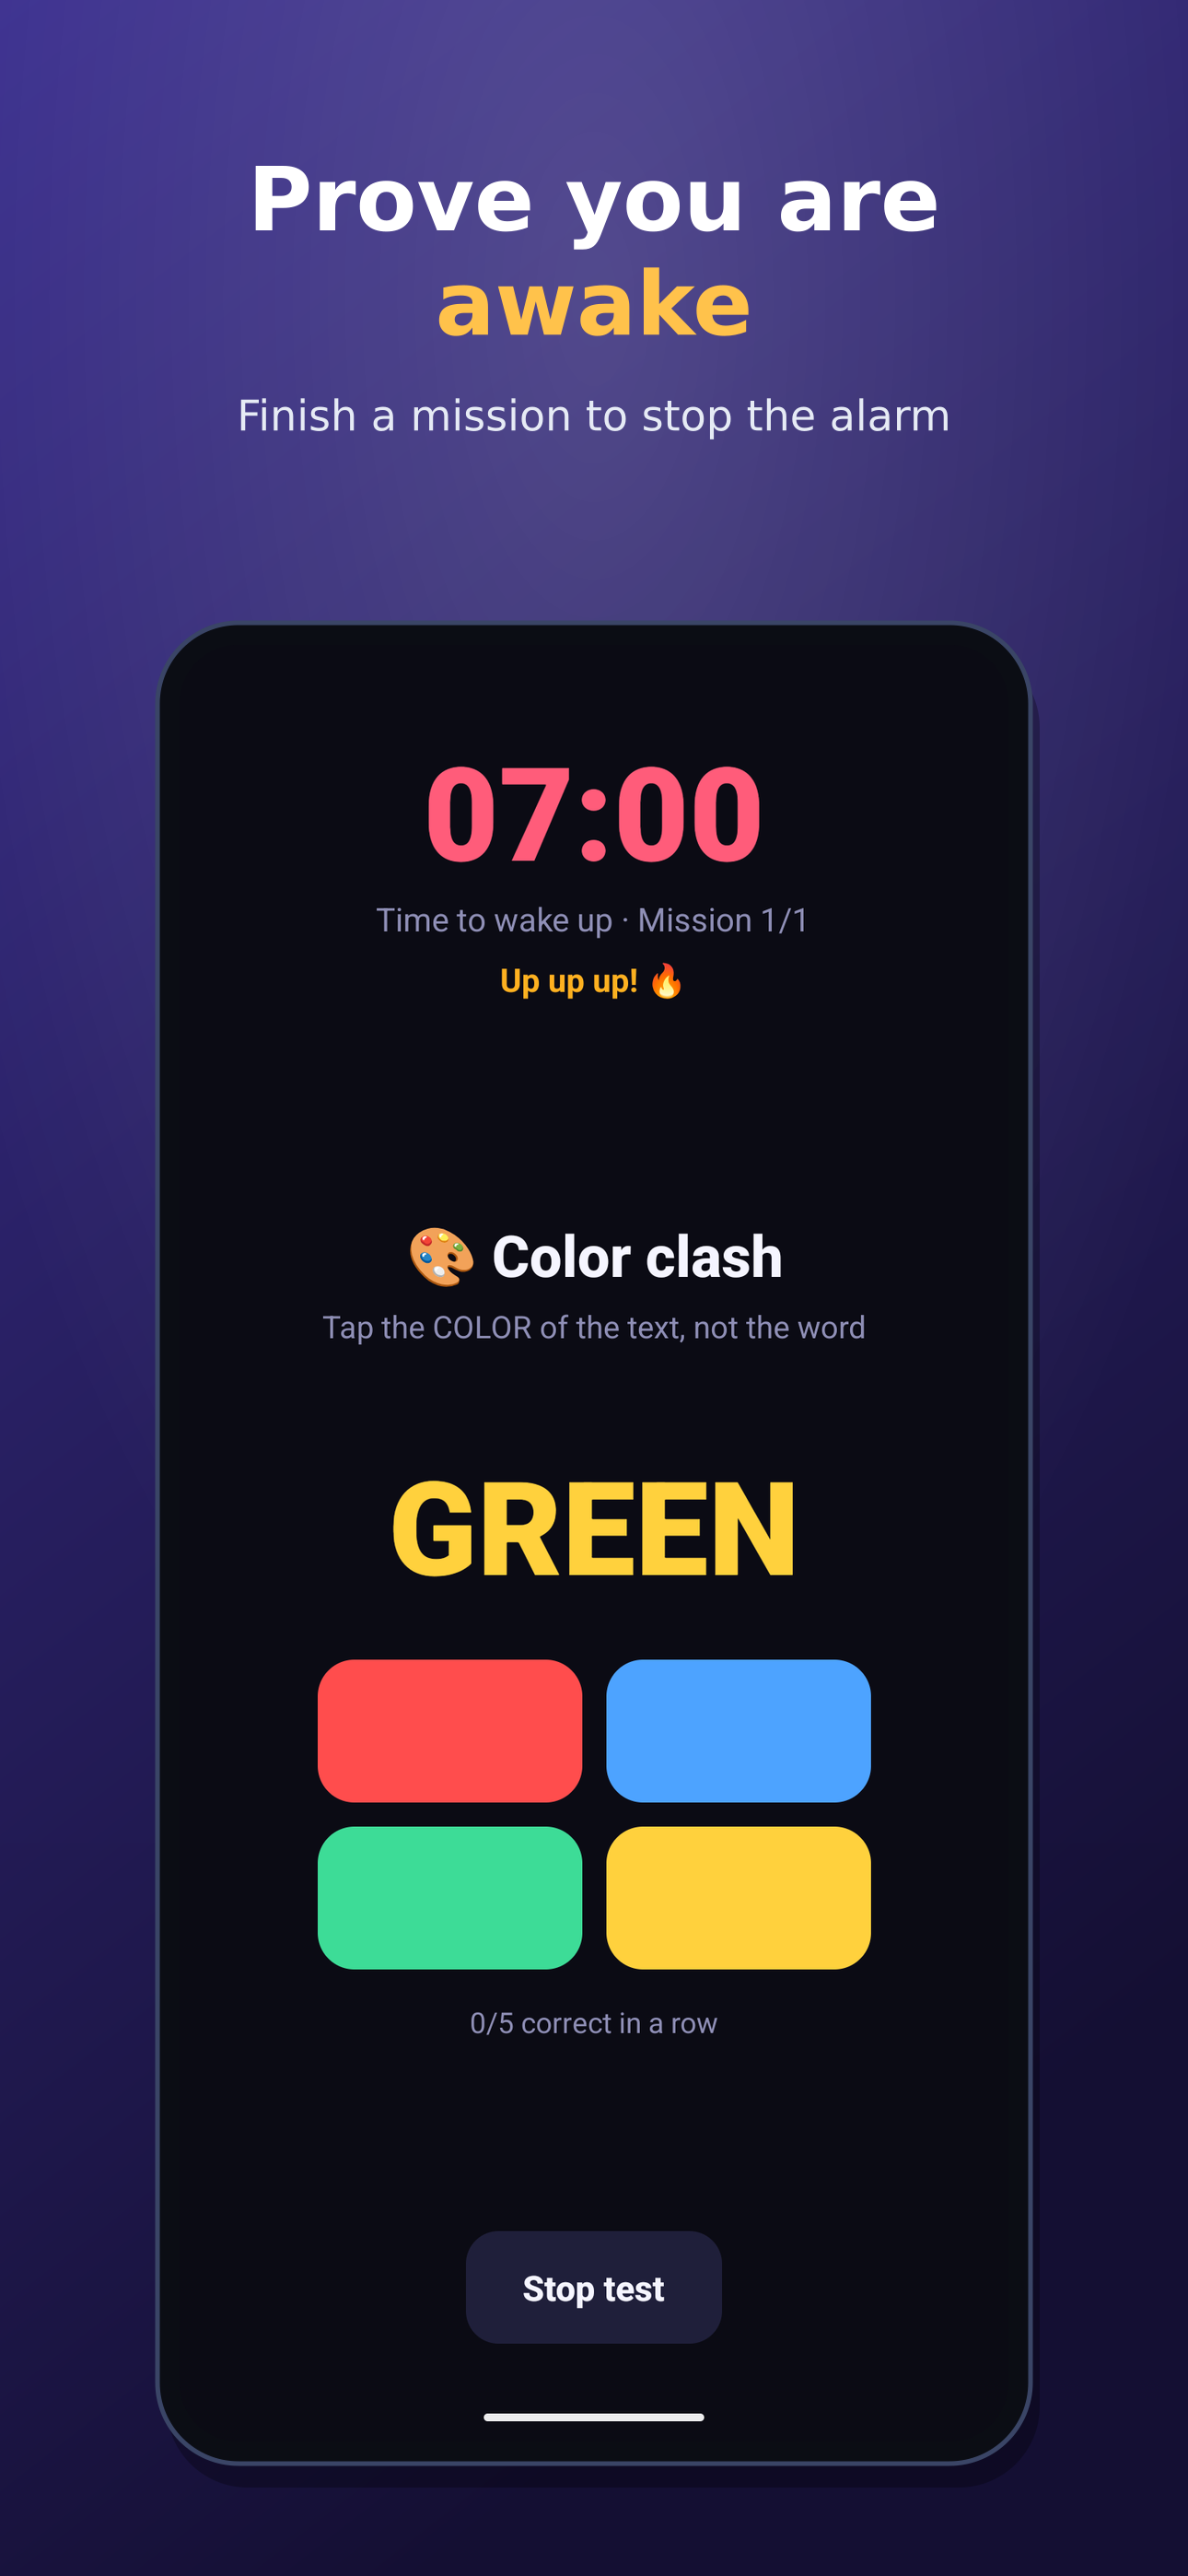 Prove you are
awake
Finish a mission to stop the alarm
07:00
Time to wake up · Mission 1/1
Up up up! 🔥
🎨 Color clash
Tap the COLOR of the text, not the word
GREEN
0/5 correct in a row
Stop test